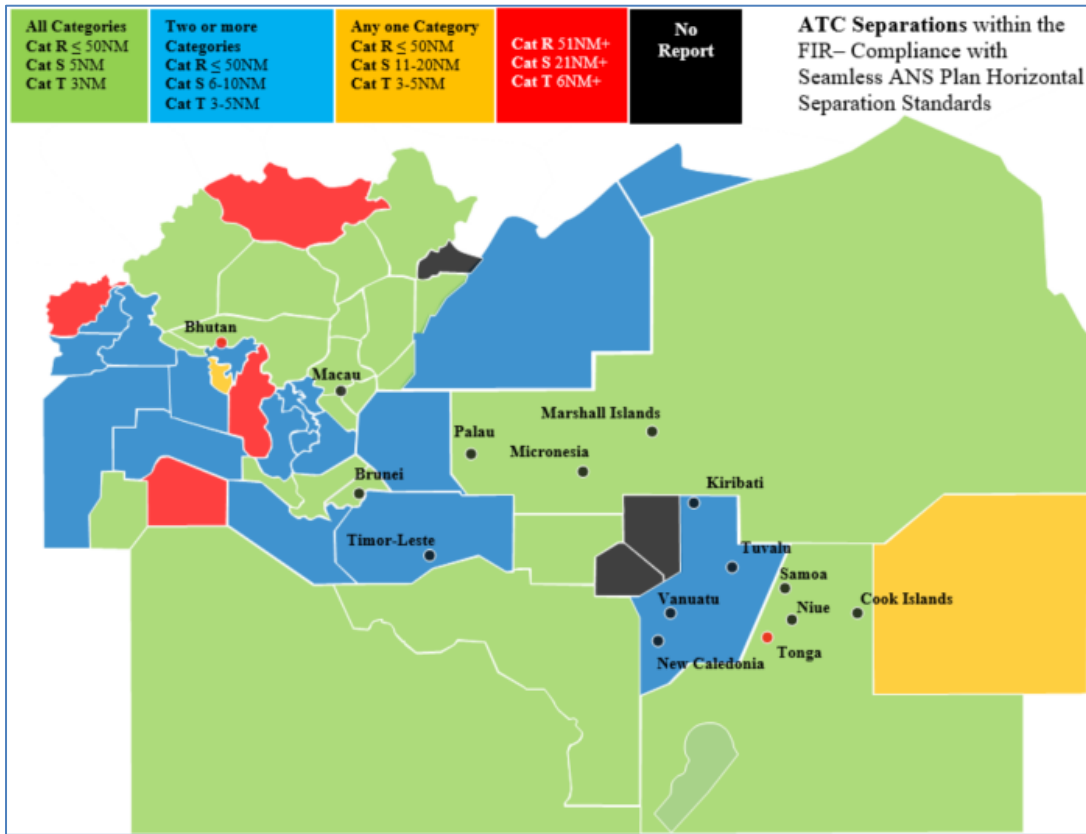 All Categories
Cat R ≤ 50NM
Cat S 5NM
Cat T 3NM
Two or more
Categories
Cat R ≤ 50NM
Cat S 6-10NM
Cat T 3-5NM
Any one Category
Cat R ≤ 50NM
Cat S 11-20NM
Cat T 3-5NM
Cat R 51NM+
Cat S 21NM+
Cat T 6NM+
No
Report
ATC Separations within the
FIR– Compliance with
Seamless ANS Plan Horizontal
Separation Standards
Bhutan
Macau
Marshall Islands
Palau
Micronesia
Brunei
Kiribati
Timor-Leste
Tuvalu
Samoa
Vanuatu
Niue
Cook Islands
New Caledonia
Tonga